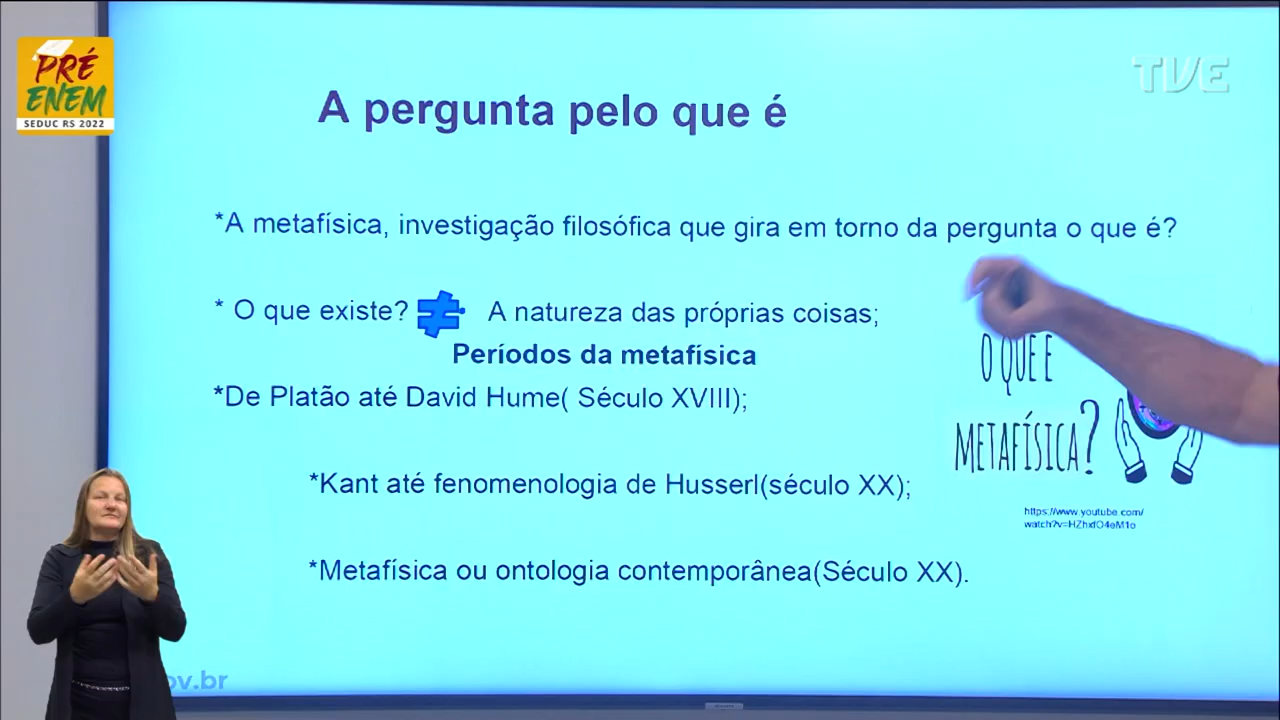 PRÉ
ENEM
SEDUC RS 2022
TVE
A pergunta pelo que é
*A metafísica, investigação filosófica que gira em torno da pergunta o que é?
* O que existe? ≠ A natureza das próprias coisas;
Períodos da metafísica
*De Platão até David Hume( Século XVIII);
O QUE É
METAFÍSICA?
*Kant até fenomenologia de Husserl(século XX);
https://www.youtube.com/
*Metafísica ou ontologia contemporânea(Século XX).
ov.br